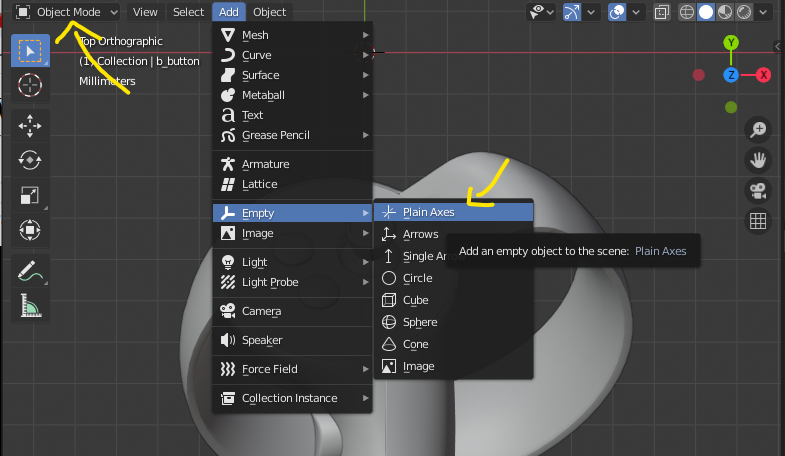 Object Mode View Select Add Object
Top Orthographic
(1) Collection | b_button
Millimeters
Mesh
Curve
Surface
Metaball
Text
Grease Pencil
Armature
Lattice
Empty
Image
Light
Light Probe
Camera
Speaker
Force Field
Collection Instance
Plain Axes
Arrows
Single Ar
Circle
Cube
Sphere
Cone
Image
Add an empty object to the scene: Plain Axes
Y
Z X